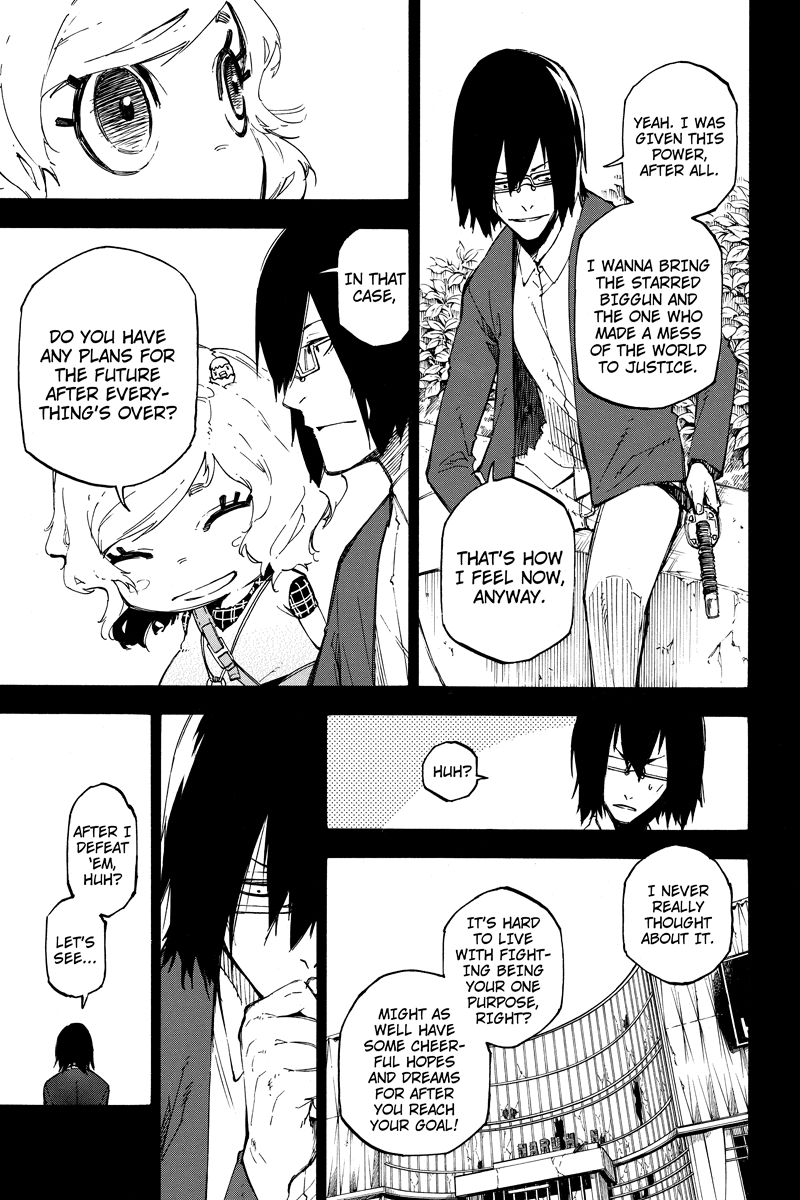 YEAH. I WAS
GIVEN THIS
POWER,
AFTER ALL.
I WANNA BRING
THE STARRED
BIGGUN AND
THE ONE WHO
MADE A MESS
OF THE WORLD
TO JUSTICE.
THAT'S HOW
I FEEL NOW,
ANYWAY.
IN THAT
CASE,
DO YOU HAVE
ANY PLANS FOR
THE FUTURE
AFTER EVERY-
THING'S OVER?
HUH?
I NEVER
REALLY
THOUGHT
ABOUT IT.
IT'S HARD
TO LIVE
WITH FIGHT-
ING BEING
YOUR ONE
PURPOSE,
RIGHT?
MIGHT AS
WELL HAVE
SOME CHEER-
FUL HOPES
AND DREAMS
FOR AFTER
YOU REACH
YOUR GOAL!
AFTER I
DEFEAT
'EM,
HUH?
LET'S
SEE...